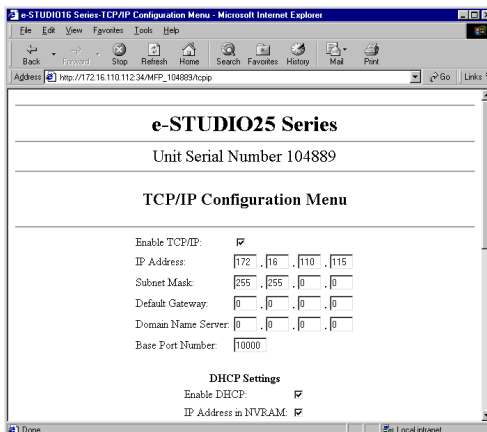 e-STUDIO16 Series-TCP/IP Configuration Menu - Microsoft Internet Explorer
File Edit View Favorites Tools Help
Back Forward Stop Refresh Home Search Favorites History Mail Print
Address http://172.16.110.112:34/MFP_104889/tcpip Go Links
e-STUDIO25 Series
Unit Serial Number 104889
TCP/IP Configuration Menu
Enable TCP/IP:
IP Address: 172 . 16 . 110 . 115
Subnet Mask: 255 . 255 . 0 . 0
Default Gateway: 0 . 0 . 0 . 0
Domain Name Server: 0 . 0 . 0 . 0
Base Port Number: 10000
DHCP Settings
Enable DHCP:
IP Address in NVRAM:
Done Local intranet